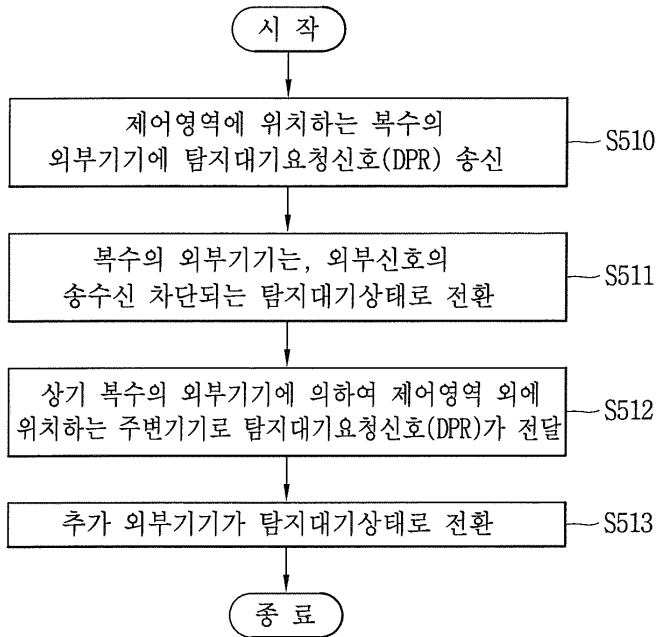 시 작
제어영역에 위치하는 복수의
외부기기에 탐지대기요청신호(DPR) 송신
S510
복수의 외부기기는, 외부신호의
송수신 차단되는 탐지대기상태로 전환
S511
상기 복수의 외부기기에 의하여 제어영역 외에
위치하는 주변기기로 탐지대기요청신호(DPR)가 전달
S512
추가 외부기기가 탐지대기상태로 전환
S513
종 료